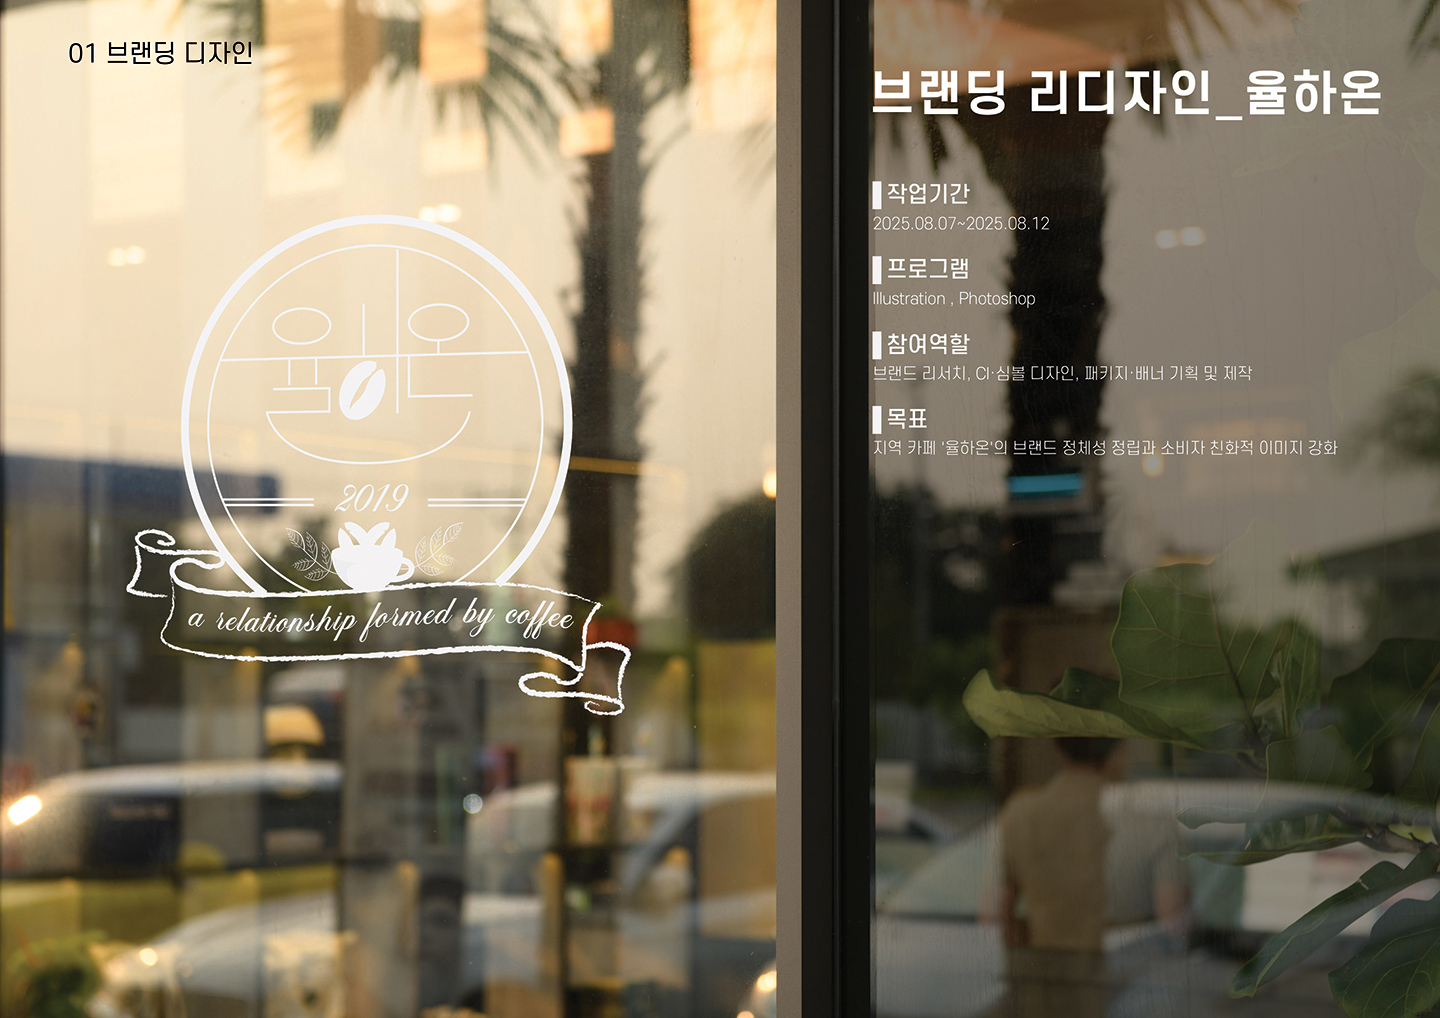 01 브랜딩 디자인
브랜딩 리디자인_율하온
작업기간
2025.08.07~2025.08.12
프로그램
Illustration , Photoshop
참여역할
브랜드 리서치, CI·심볼 디자인, 패키지·배너 기획 및 제작
목표
지역 카페 '율하온'의 브랜드 정체성 정립과 소비자 친화적 이미지 강화
율하온
2019
a relationship formed by coffee